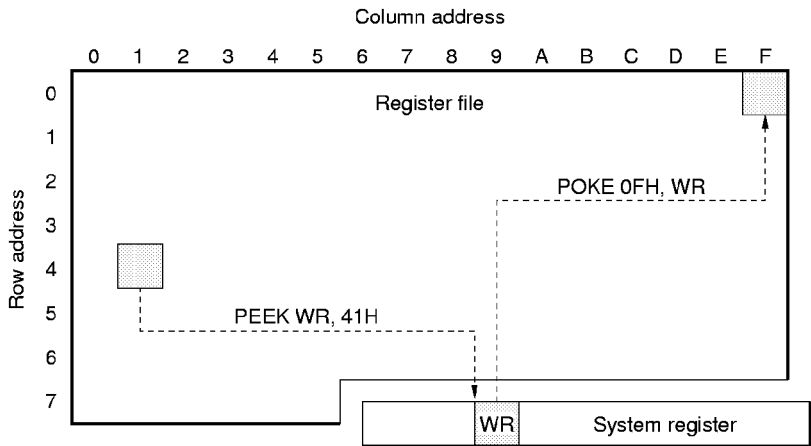 Column address
0 1 2 3 4 5 6 7 8 9 A B C D E F
0
Register file
1
2
POKE 0FH, WR
3
Row address
4
5
PEEK WR, 41H
6
7
WR
System register